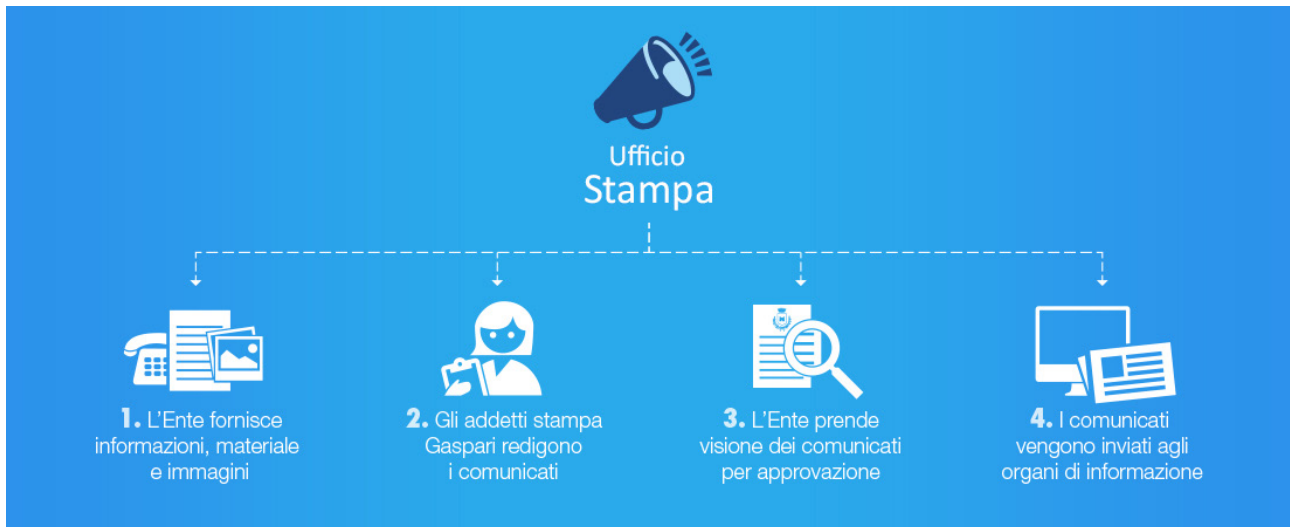 Ufficio
Stampa
1. L'Ente fornisce
informazioni, materiale
e immagini
2. Gli addetti stampa
Gaspari redigono
i comunicati
3. L'Ente prende
visione dei comunicati
per approvazione
4. I comunicati
vengono inviati agli
organi di informazione